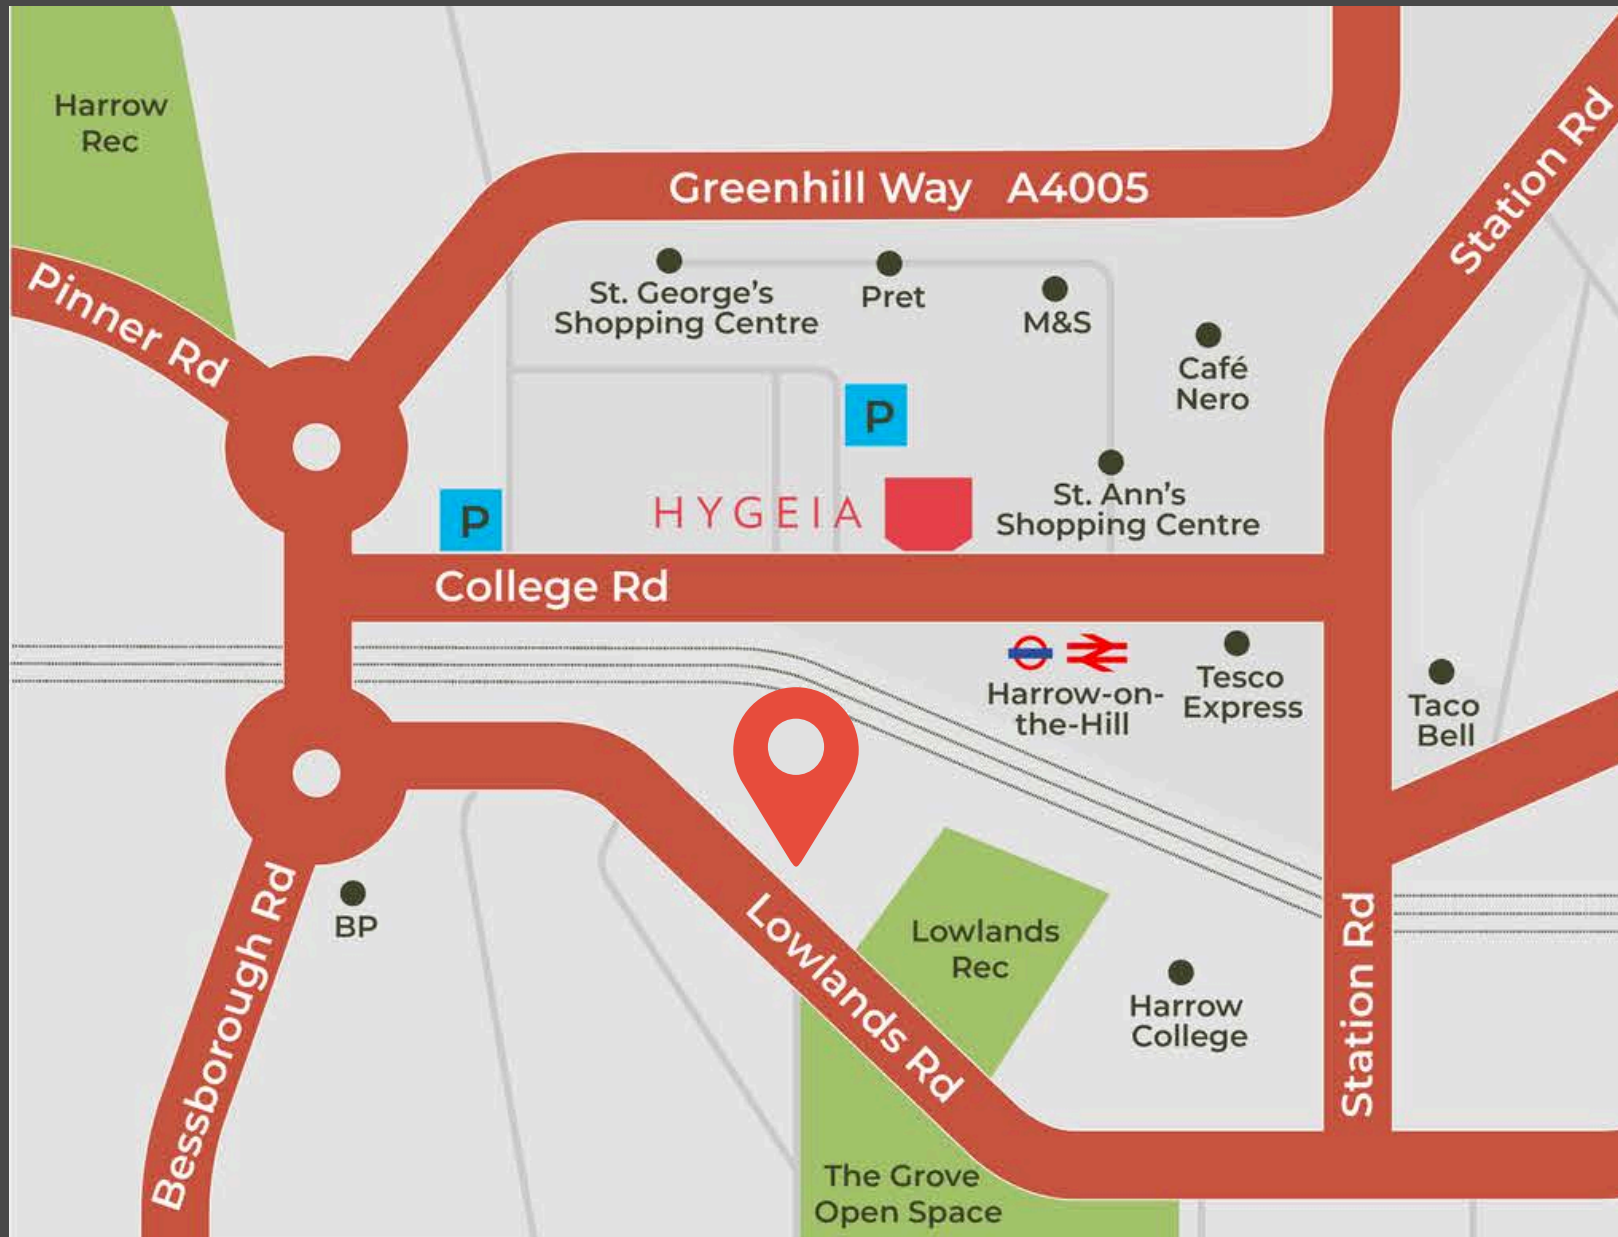 Harrow
Rec
Greenhill Way A4005
Station Rd
Pinner Rd
St. George's
Shopping Centre
Pret
M&S
Café
Nero
P
P
HYGEIA
St. Ann's
Shopping Centre
College Rd
Harrow-on-
the-Hill
Tesco
Express
Taco
Bell
BP
Bessborough Rd
Lowlands Rd
Lowlands
Rec
Harrow
College
Station Rd
The Grove
Open Space